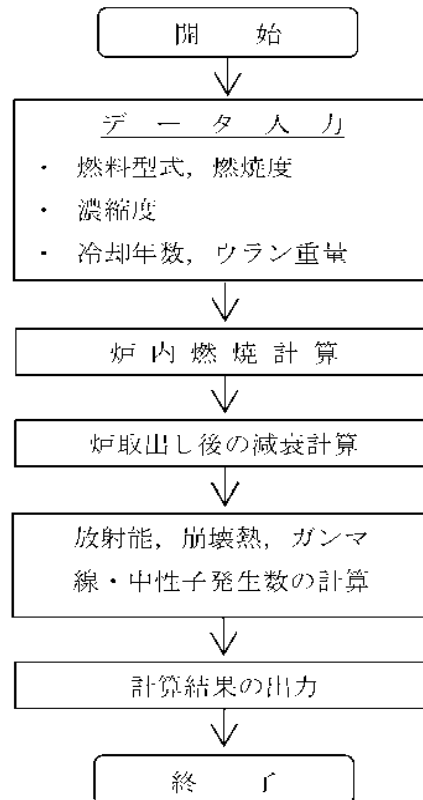 開 始
データ入力
・ 燃料型式，燃焼度
・ 濃縮度
・ 冷却年数，ウラン重量
炉内燃焼計算
炉取出し後の減衰計算
放射能，崩壊熱，ガンマ
線・中性子発生数の計算
計算結果の出力
終 了